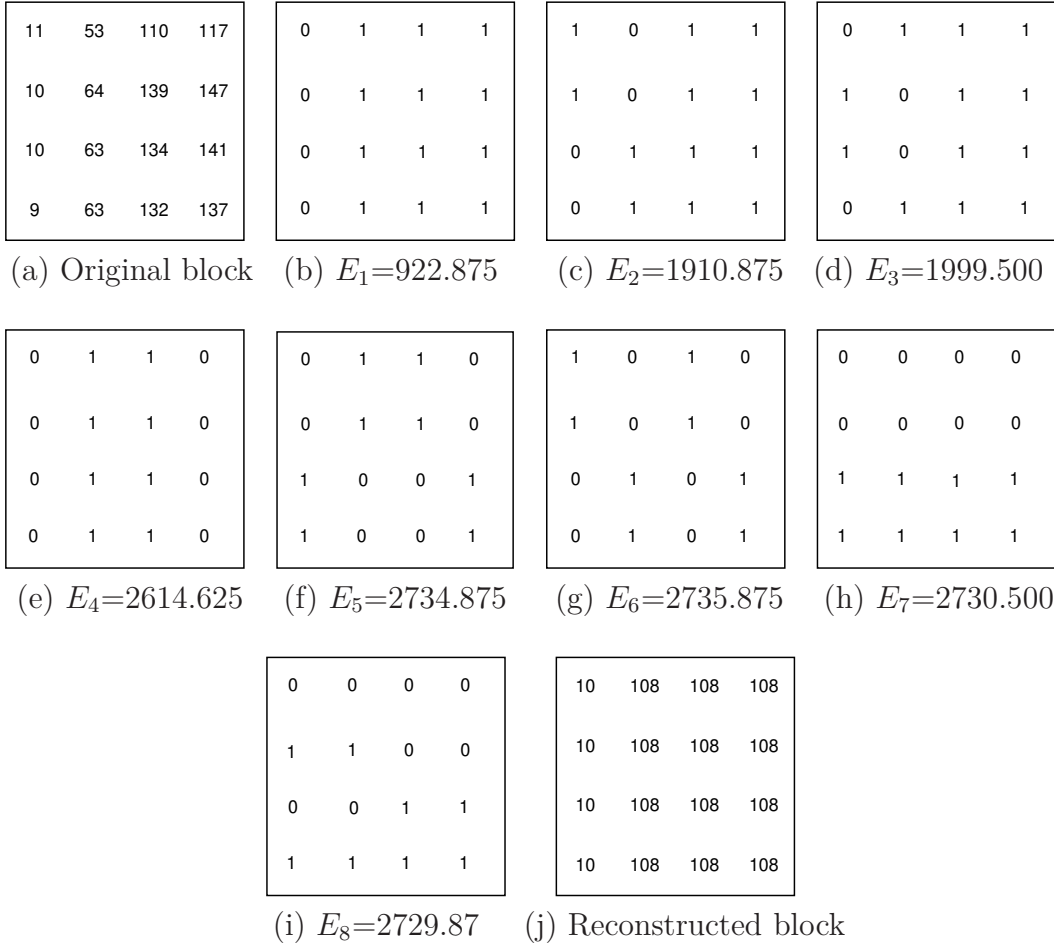 11 53 110 117
10 64 139 147
10 63 134 141
9 63 132 137
(a) Original block
0 1 1 1
0 1 1 1
0 1 1 1
0 1 1 1
(b) E1=922.875
1 0 1 1
1 0 1 1
0 1 1 1
0 1 1 1
(c) E2=1910.875
0 1 1 1
1 0 1 1
1 0 1 1
0 1 1 1
(d) E3=1999.500
0 1 1 0
0 1 1 0
0 1 1 0
0 1 1 0
(e) E4=2614.625
0 1 1 0
0 1 1 0
1 0 0 1
1 0 0 1
(f) E5=2734.875
1 0 1 0
1 0 1 0
0 1 0 1
0 1 0 1
(g) E6=2735.875
0 0 0 0
0 0 0 0
1 1 1 1
1 1 1 1
(h) E7=2730.500
0 0 0 0
1 1 0 0
0 0 1 1
1 1 1 1
(i) E8=2729.87
10 108 108 108
10 108 108 108
10 108 108 108
10 108 108 108
(j) Reconstructed block